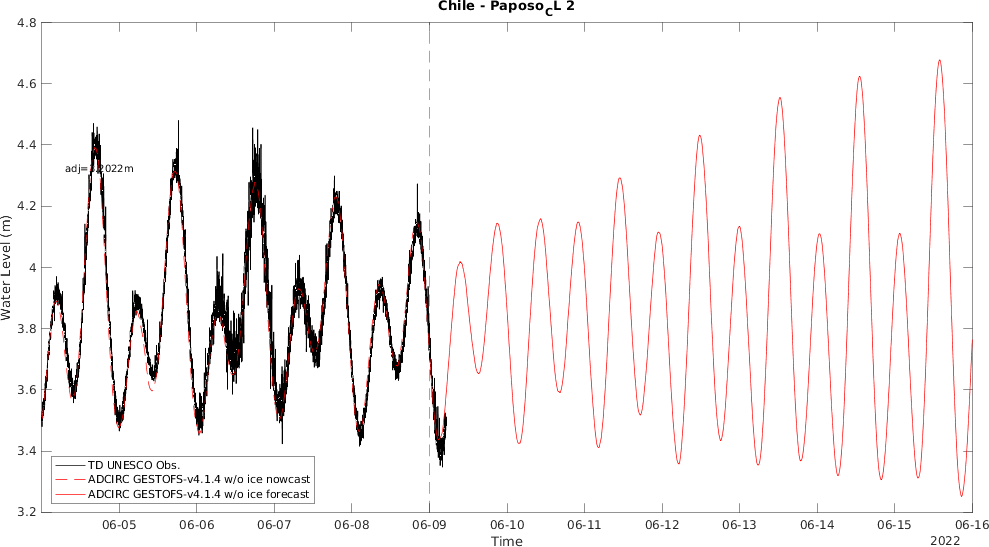 Chile - Paposo_CL 2
4.8
4.6
4.4
4.2
4
3.8
3.6
3.4
3.2
Water Level (m)
adj=3.2022m
TD UNESCO Obs.
ADCIRC GESTOFS-v4.1.4 w/o ice nowcast
ADCIRC GESTOFS-v4.1.4 w/o ice forecast
06-05 06-06 06-07 06-08 06-09 06-10 06-11 06-12 06-13 06-14 06-15 06-16
Time
2022